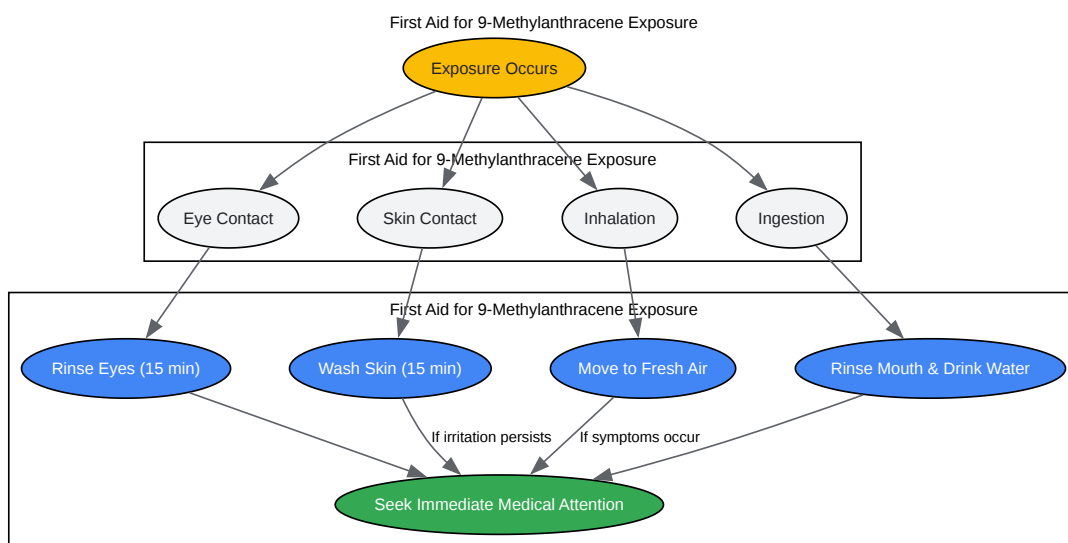 First Aid for 9-Methylanthracene Exposure
Exposure Occurs
First Aid for 9-Methylanthracene Exposure
Eye Contact
Skin Contact
Inhalation
Ingestion
First Aid for 9-Methylanthracene Exposure
Rinse Eyes (15 min)
Wash Skin (15 min)
Move to Fresh Air
Rinse Mouth & Drink Water
If irritation persists
If symptoms occur
Seek Immediate Medical Attention